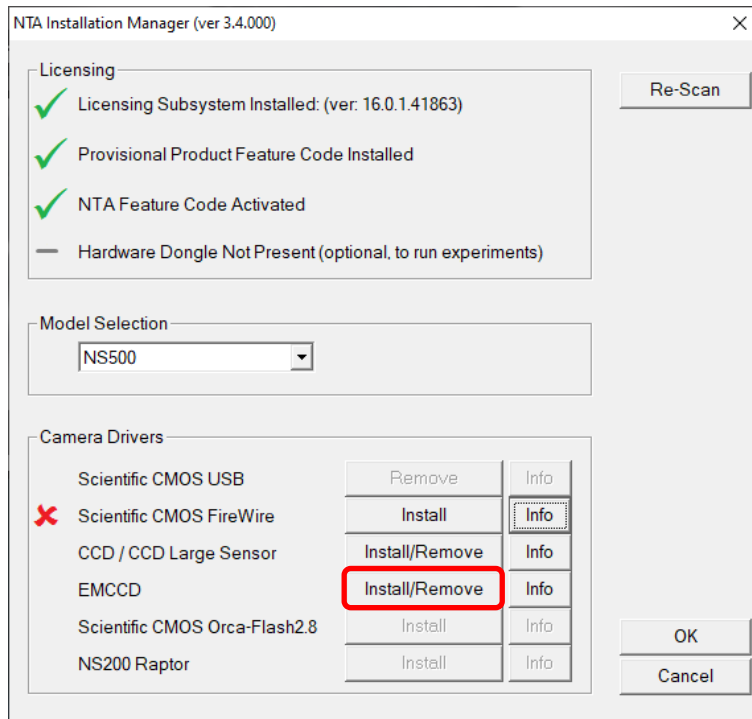 NTA Installation Manager (ver 3.4.000)
Licensing
Licensing Subsystem Installed: (ver: 16.0.1.41863)
Provisional Product Feature Code Installed
NTA Feature Code Activated
Hardware Dongle Not Present (optional, to run experiments)
Re-Scan
Model Selection
NS500
Camera Drivers
Scientific CMOS USB Remove Info
Scientific CMOS FireWire Install Info
CCD / CCD Large Sensor Install/Remove Info
EMCCD Install/Remove Info
Scientific CMOS Orca-Flash2.8 Install Info
NS200 Raptor Install Info
OK
Cancel